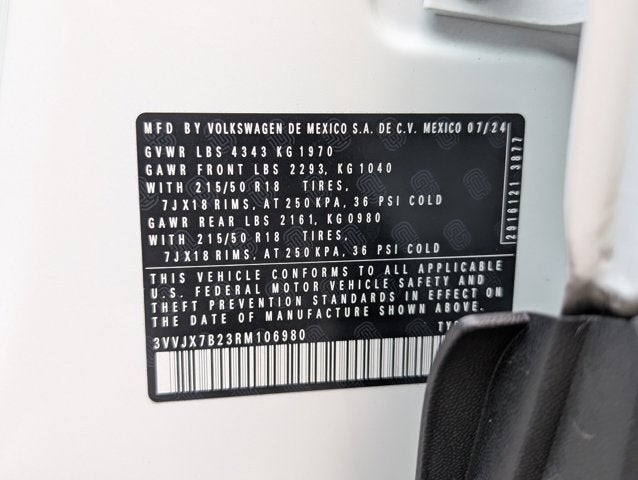 MFD BY VOLKSWAGEN DE MEXICO S.A. DE C.V. MEXICO 07/24
GVWR LBS 4343 KG 1970
GAWR FRONT LBS 2293, KG 1040
WITH 215/50 R18 TIRES,
7JX18 RIMS, AT 250 KPA, 36 PSI COLD
GAWR REAR LBS 2161, KG 0980
WITH 215/50 R18 TIRES,
7JX18 RIMS, AT 250 KPA, 36 PSI COLD
2916121 3877
THIS VEHICLE CONFORMS TO ALL APPLICABLE
U.S. FEDERAL MOTOR VEHICLE SAFETY AND
THEFT PREVENTION STANDARDS IN EFFECT ON
THE DATE OF MANUFACTURE SHOWN ABOVE.
3VVJX7B23RM106980 TYP